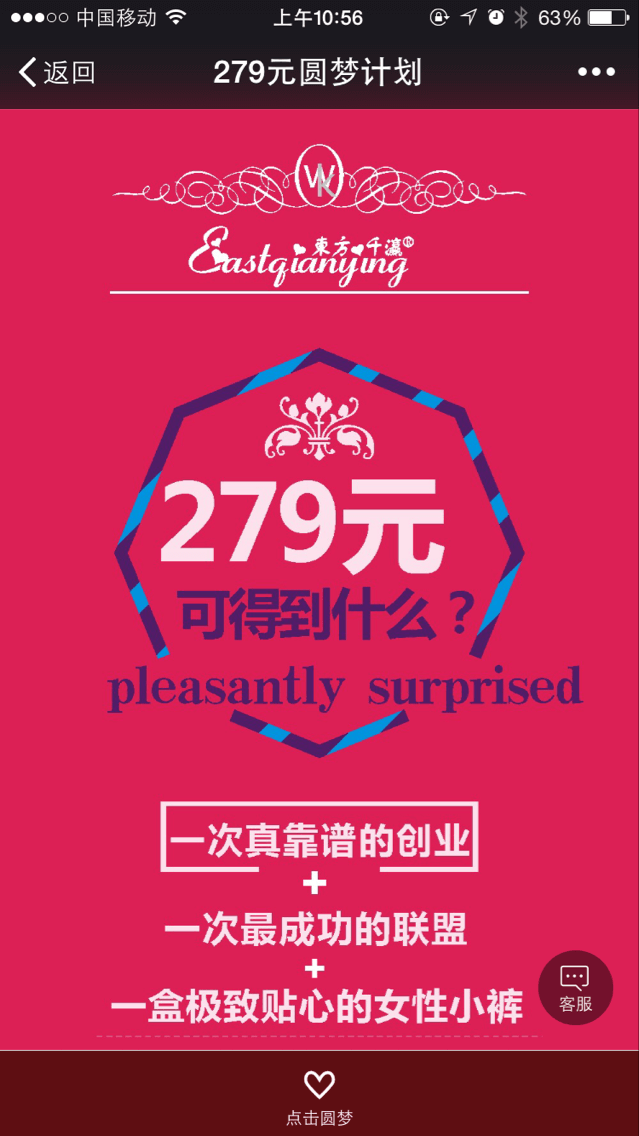 中国移动 上午10:56 63%
返回 279元圆梦计划
WK
東方千瀛®
Eastqianying
279元
可得到什么？
pleasantly surprised
一次真靠谱的创业
+
一次最成功的联盟
+
一盒极致贴心的女性小裤
客服
点击圆梦